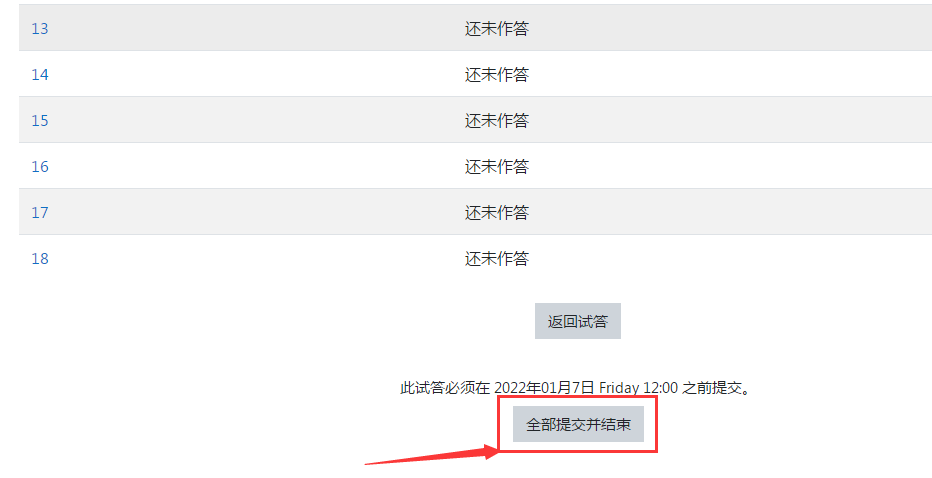 13 还未作答
14 还未作答
15 还未作答
16 还未作答
17 还未作答
18 还未作答
返回试答
此试答必须在 2022年01月7日 Friday 12:00 之前提交。
全部提交并结束